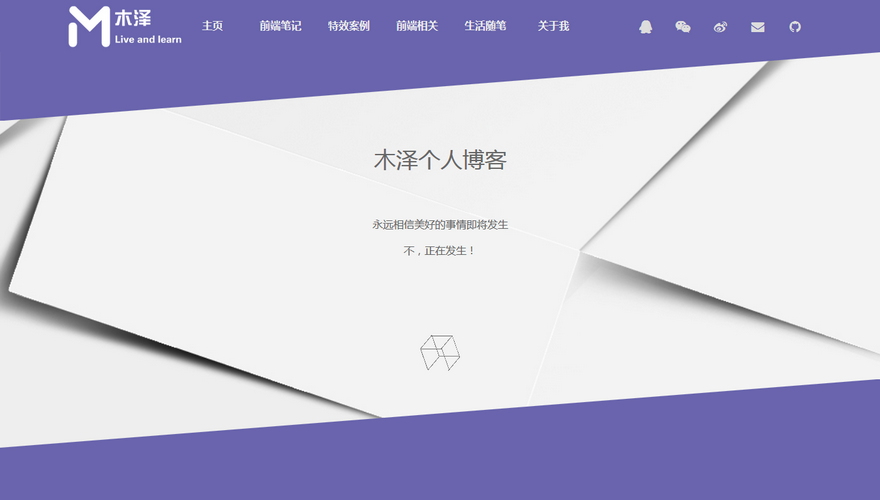 木泽
Live and learn
主页 前端笔记 特效案例 前端相关 生活随笔 关于我
木泽个人博客
永远相信美好的事情即将发生
不，正在发生！